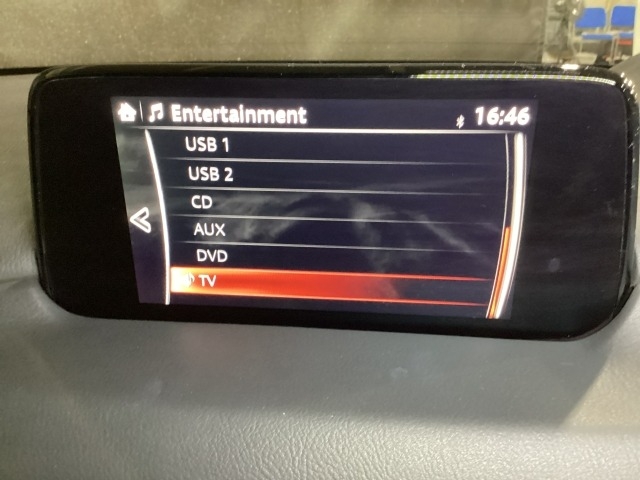 Entertainment 16:46
USB 1
USB 2
CD
AUX
DVD
TV